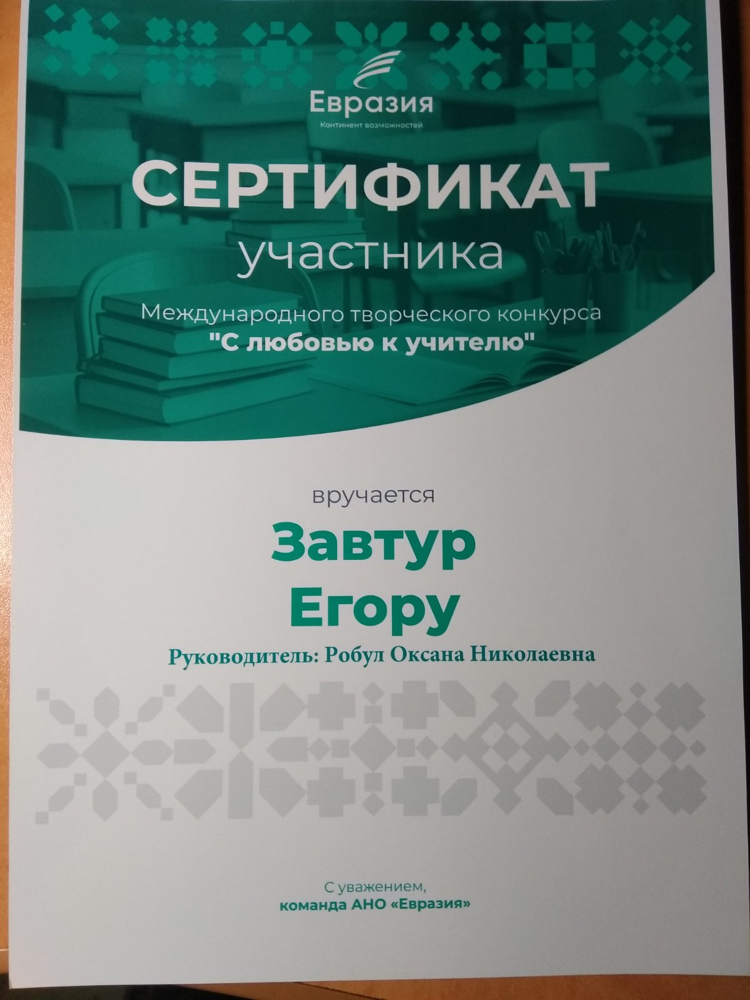 Евразия
Континент возможностей
СЕРТИФИКАТ
участника
Международного творческого конкурса
"С любовью к учителю"
вручается
Завтур
Егору
Руководитель: Робул Оксана Николаевна
С уважением,
команда АНО «Евразия»